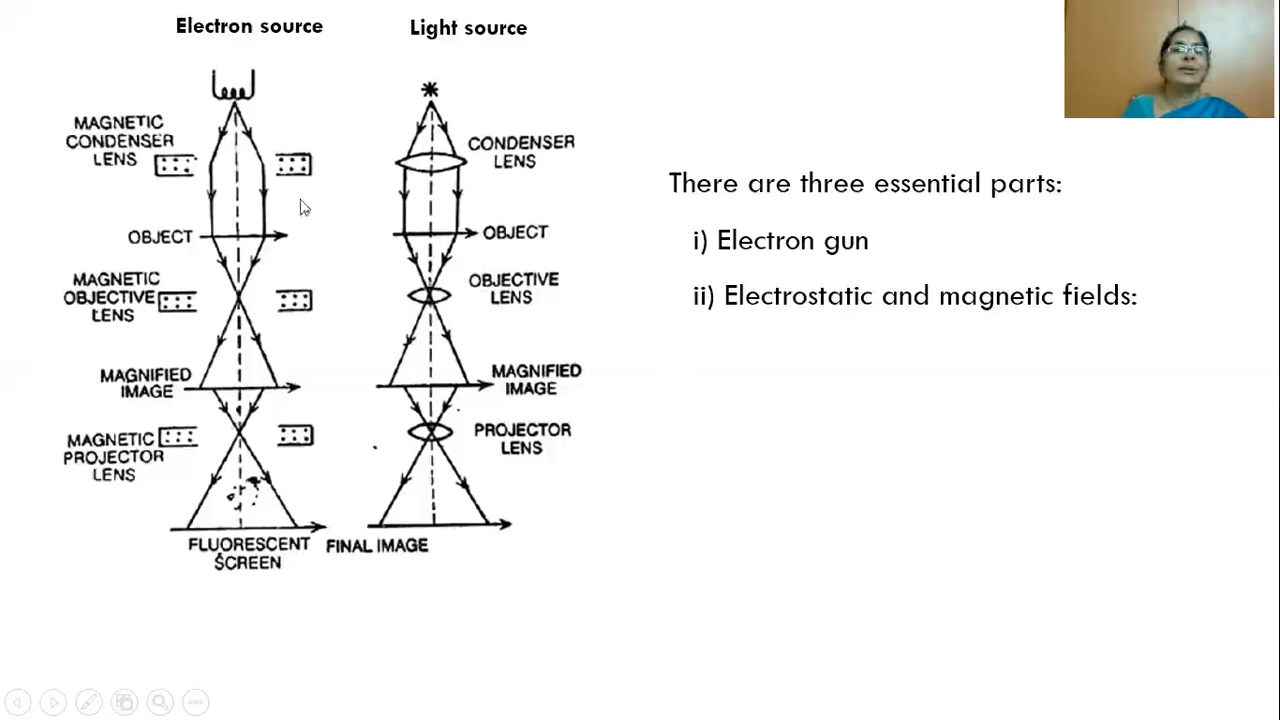 Electron source
Light source
MAGNETIC
CONDENSER
LENS
CONDENSER
LENS
OBJECT
OBJECT
MAGNETIC
OBJECTIVE
LENS
OBJECTIVE
LENS
MAGNIFIED
IMAGE
MAGNIFIED
IMAGE
MAGNETIC
PROJECTOR
LENS
PROJECTOR
LENS
FLUORESCENT
SCREEN
FINAL IMAGE
There are three essential parts:
i) Electron gun
ii) Electrostatic and magnetic fields: